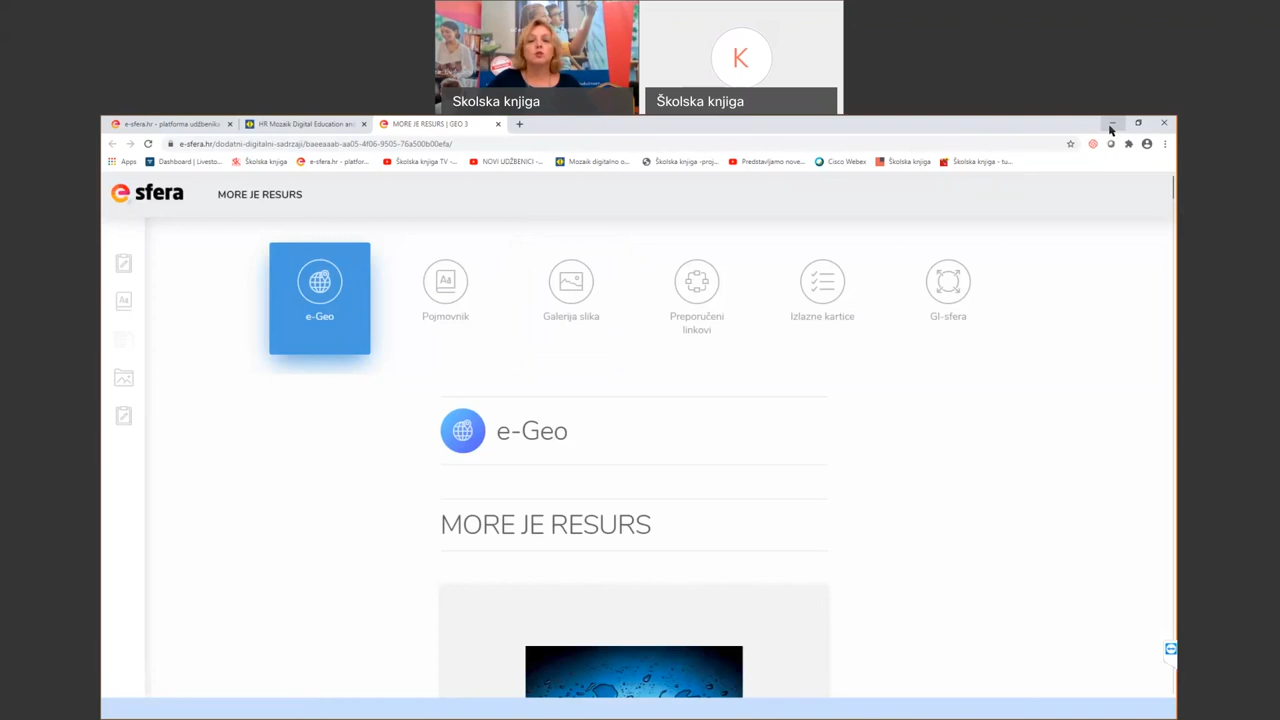 Skolska knjiga
K
Školska knjiga
e-sfera.hr - platforma udžbenik
HR Mozaik Digital Education an
MORE JE RESURS | GEO 3
e-sfera.hr/dodatni-digitalni-sadrzaji/baeeaaab-aa05-4f06-9505-76a500b00efa/
Apps
Dashboard | Livesto...
Školska knjiga
e-sfera.hr - platfor...
Školska knjiga TV -...
NOVI UDŽBENICI -...
Mozaik digitalno o...
Školska knjiga -proj...
Predstavljamo nove...
Cisco Webex
Školska knjiga
Školska knjiga - tu...
e sfera
MORE JE RESURS
e-Geo
Pojmovnik
Galerija slika
Preporučeni
linkovi
Izlazne kartice
GI-sfera
e-Geo
MORE JE RESURS